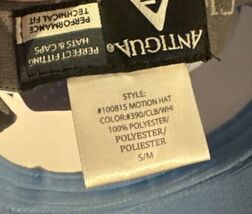 ANTIGUA®
PERFORMANCE
TECHNICAL FIT
PERFECT FITTING
HATS & CAPS
STYLE:
#100815 MOTION HAT
COLOR:#390/CLB/WHI
100% POLYESTER/
POLYESTER/
POLIESTER
S/M